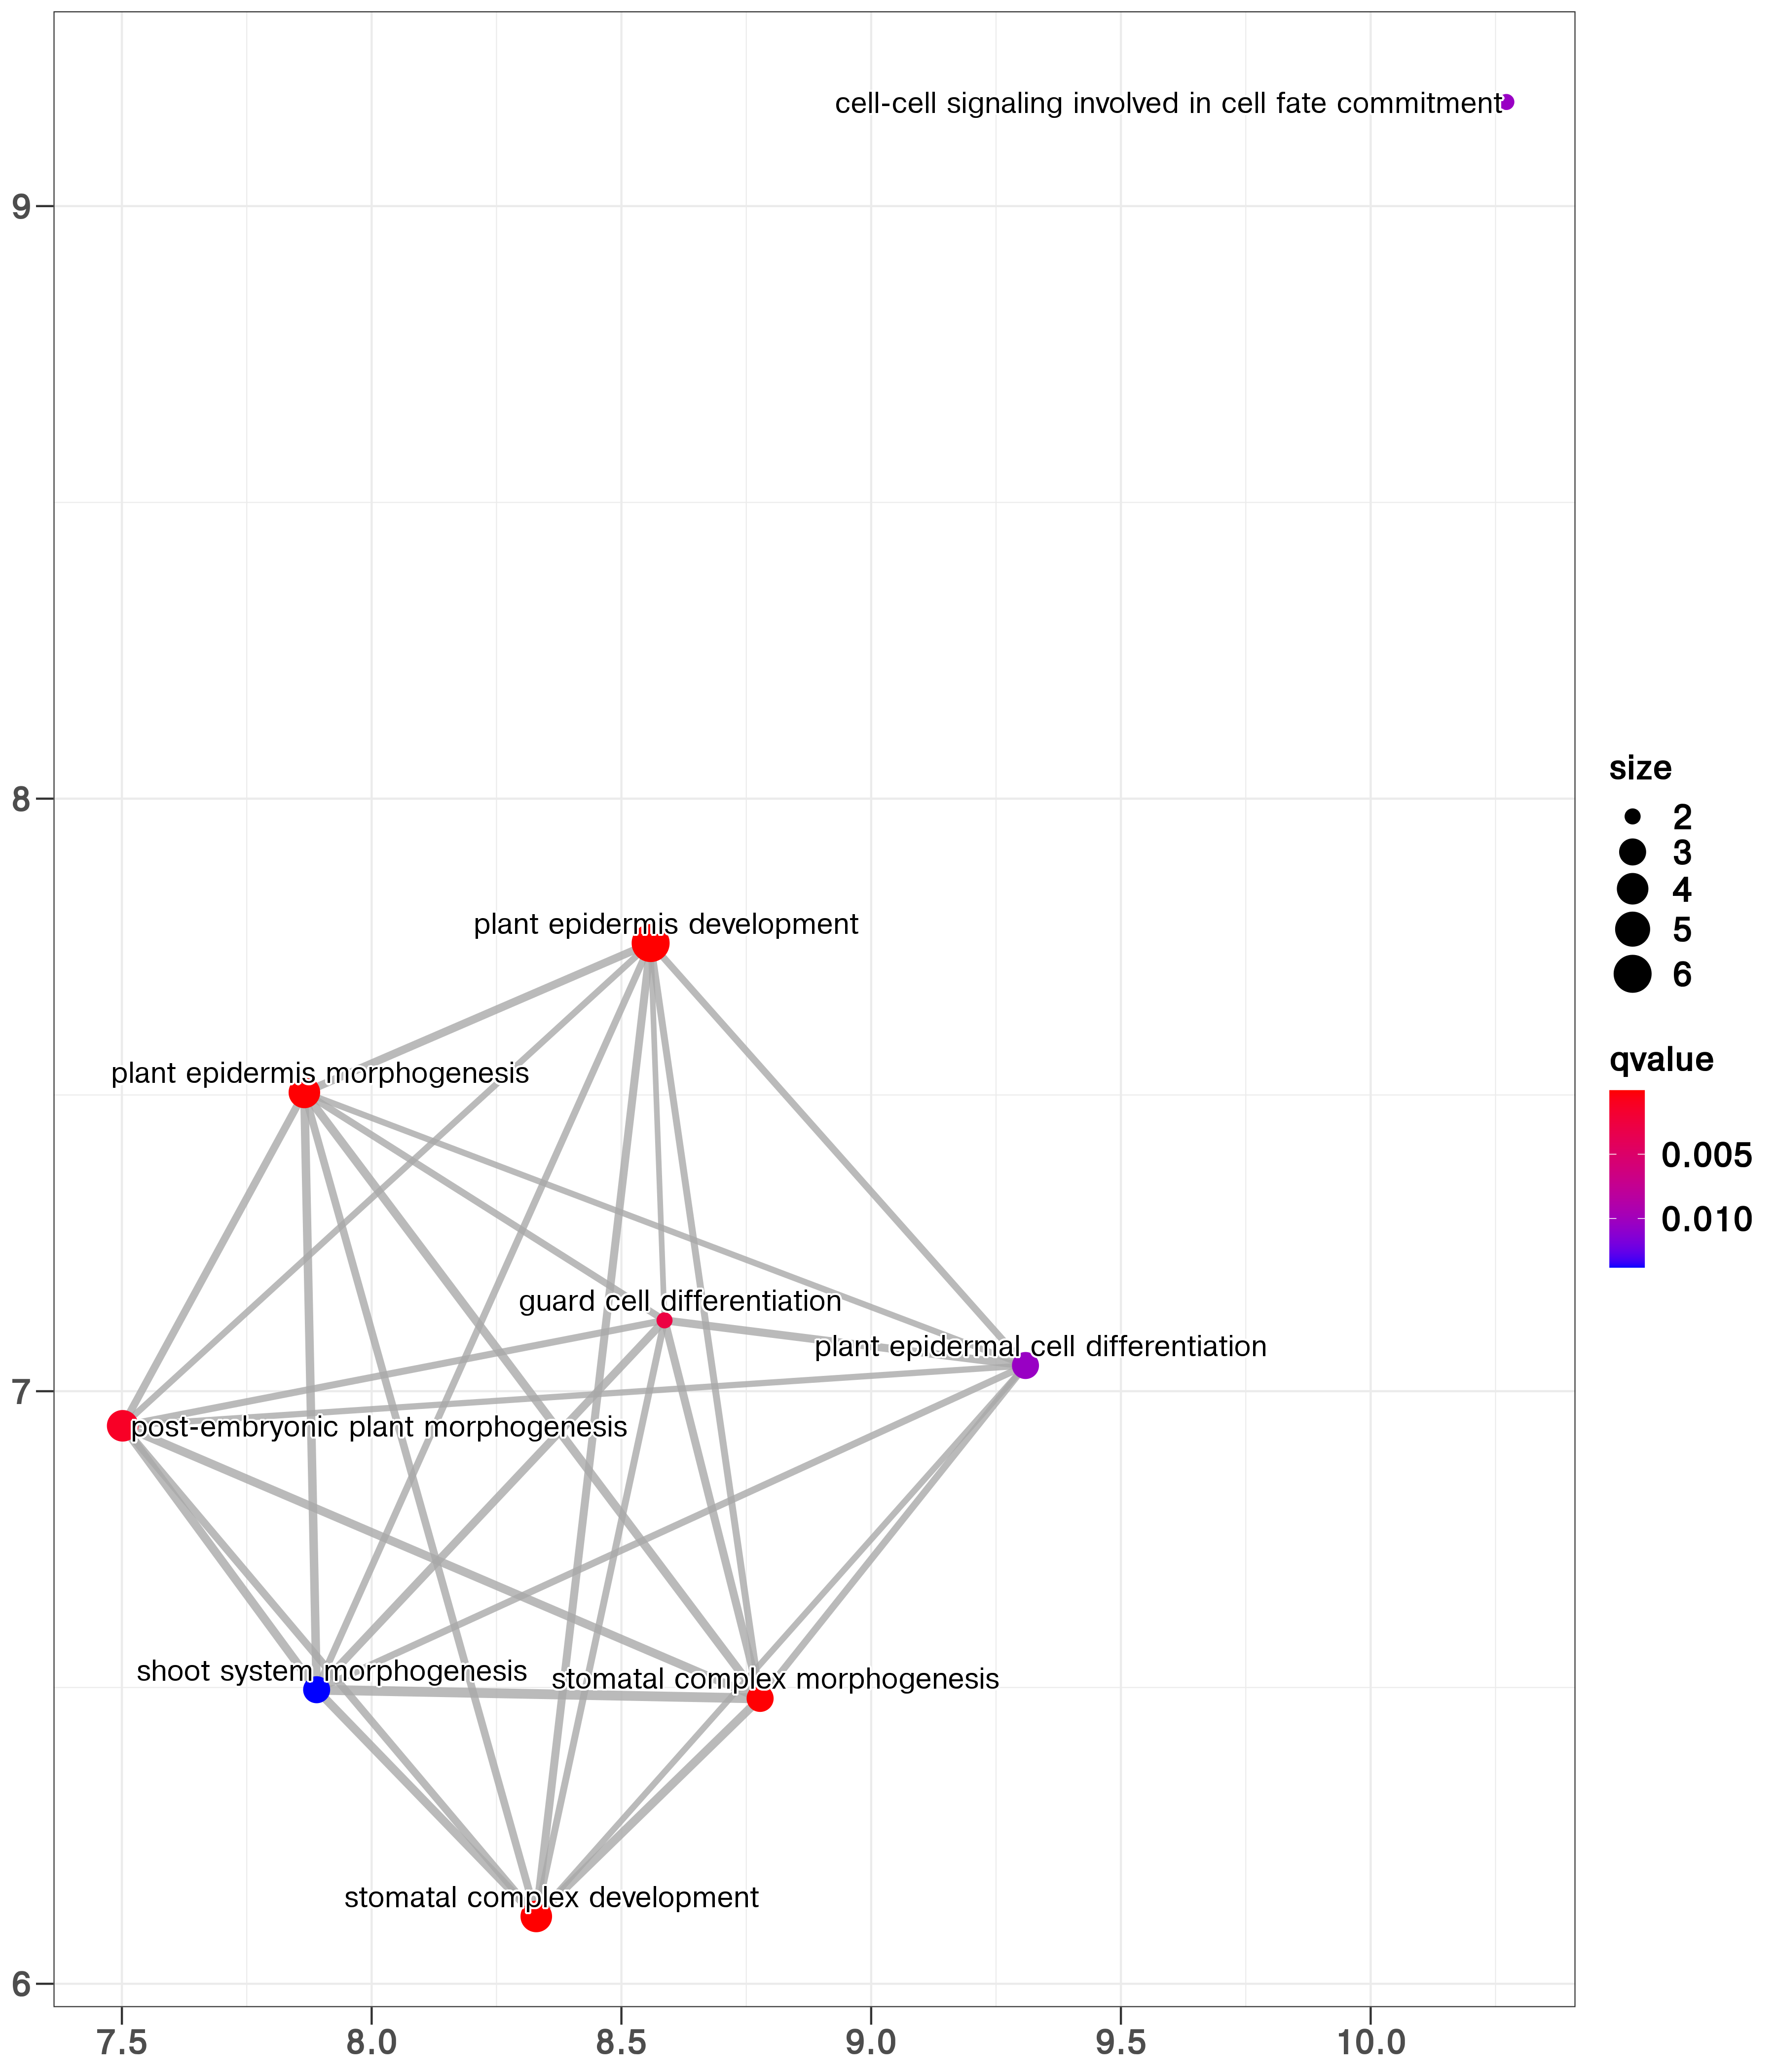 cell-cell signaling involved in cell fate commitment
9
8
plant epidermis development
plant epidermis morphogenesis
guard cell differentiation
plant epidermal cell differentiation
7
post-embryonic plant morphogenesis
shoot system morphogenesis
stomatal complex morphogenesis
stomatal complex development
6
7.5 8.0 8.5 9.0 9.5 10.0
size
2
3
4
5
6
qvalue
0.005
0.010